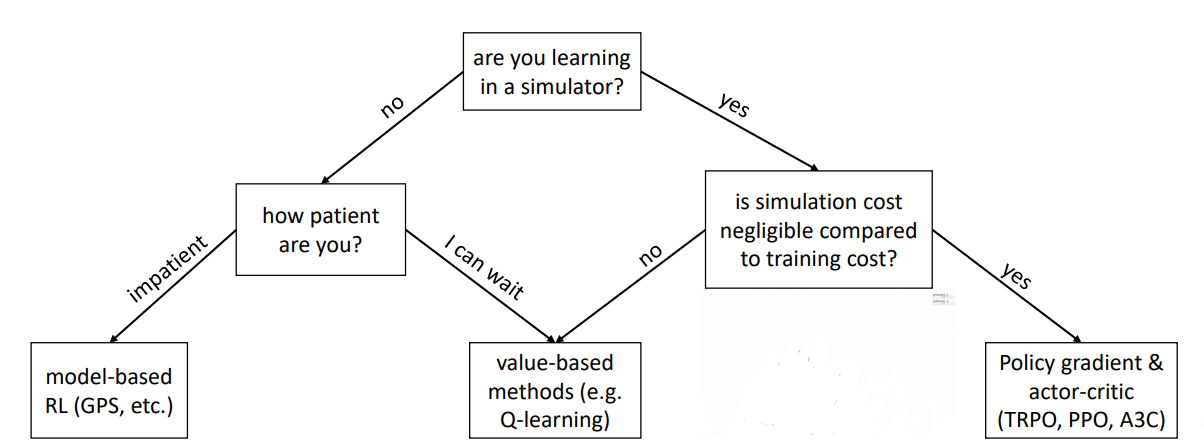 are you learning
in a simulator?
no
yes
how patient
are you?
is simulation cost
negligible compared
to training cost?
impatient
I can wait
no
yes
model-based
RL (GPS, etc.)
value-based
methods (e.g.
Q-learning)
Policy gradient &
actor-critic
(TRPO, PPO, A3C)